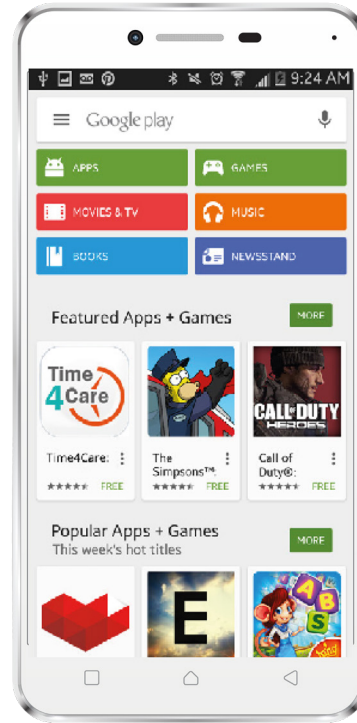 9:24 AM
Google play
APPS
GAMES
MOVIES & TV
MUSIC
BOOKS
NEWSSTAND
Featured Apps + Games
MORE
Time
4Care
CALL OF DUTY
HEROES
Time4Care:
The
Simpsons™:
Call of
Duty®:
FREE
FREE
FREE
Popular Apps + Games
This week's hot titles
MORE
E
A
B
S